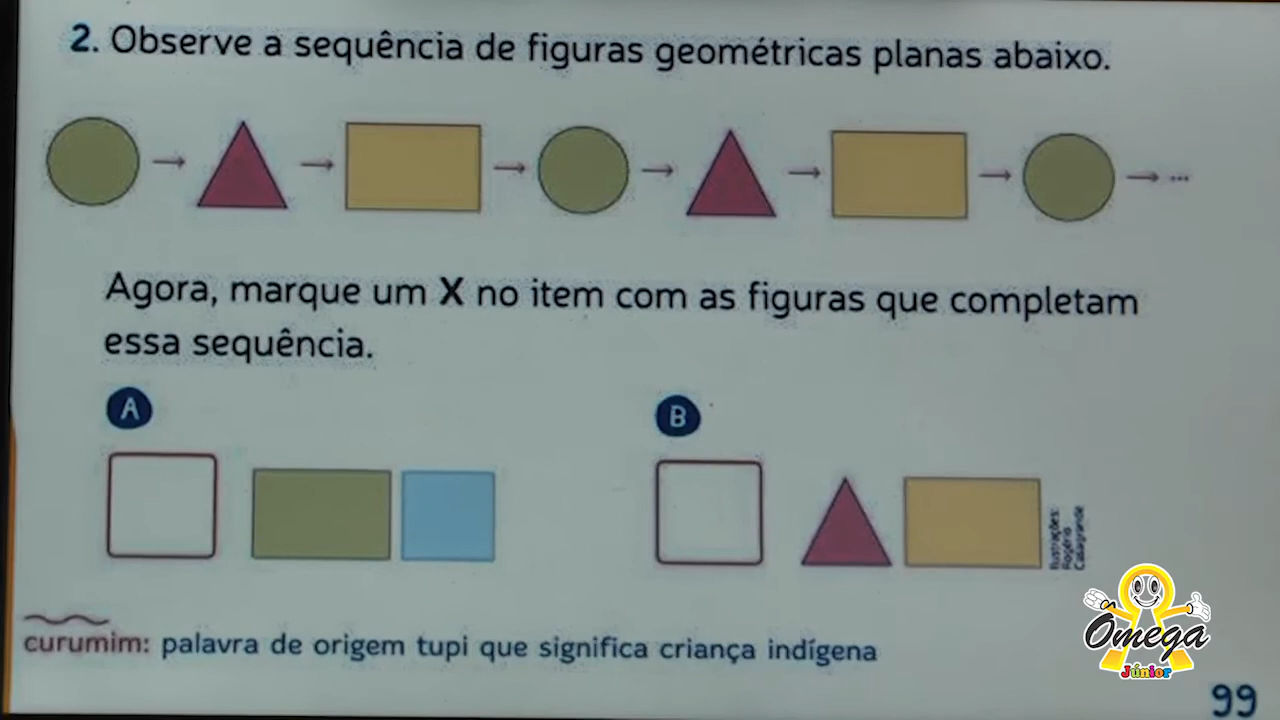 2. Observe a sequência de figuras geométricas planas abaixo.
...
Agora, marque um X no item com as figuras que completam
essa sequência.
A
B
Ilustrações:
Rogério
Casagrande
curumim: palavra de origem tupi que significa criança indígena
Ômega
Júnior
99